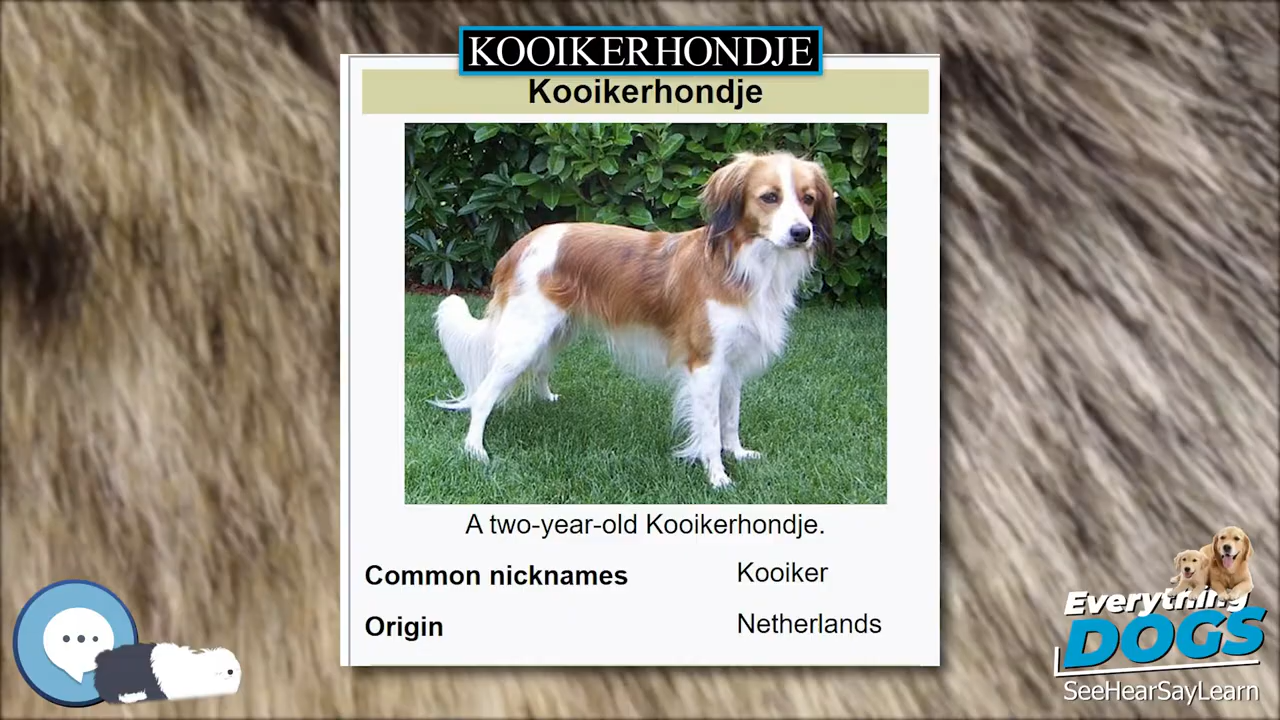 KOOIKERHONDJE
Kooikerhondje
A two-year-old Kooikerhondje.
Common nicknames Kooiker
Origin Netherlands
Everything
DOGS
SeeHearSayLearn